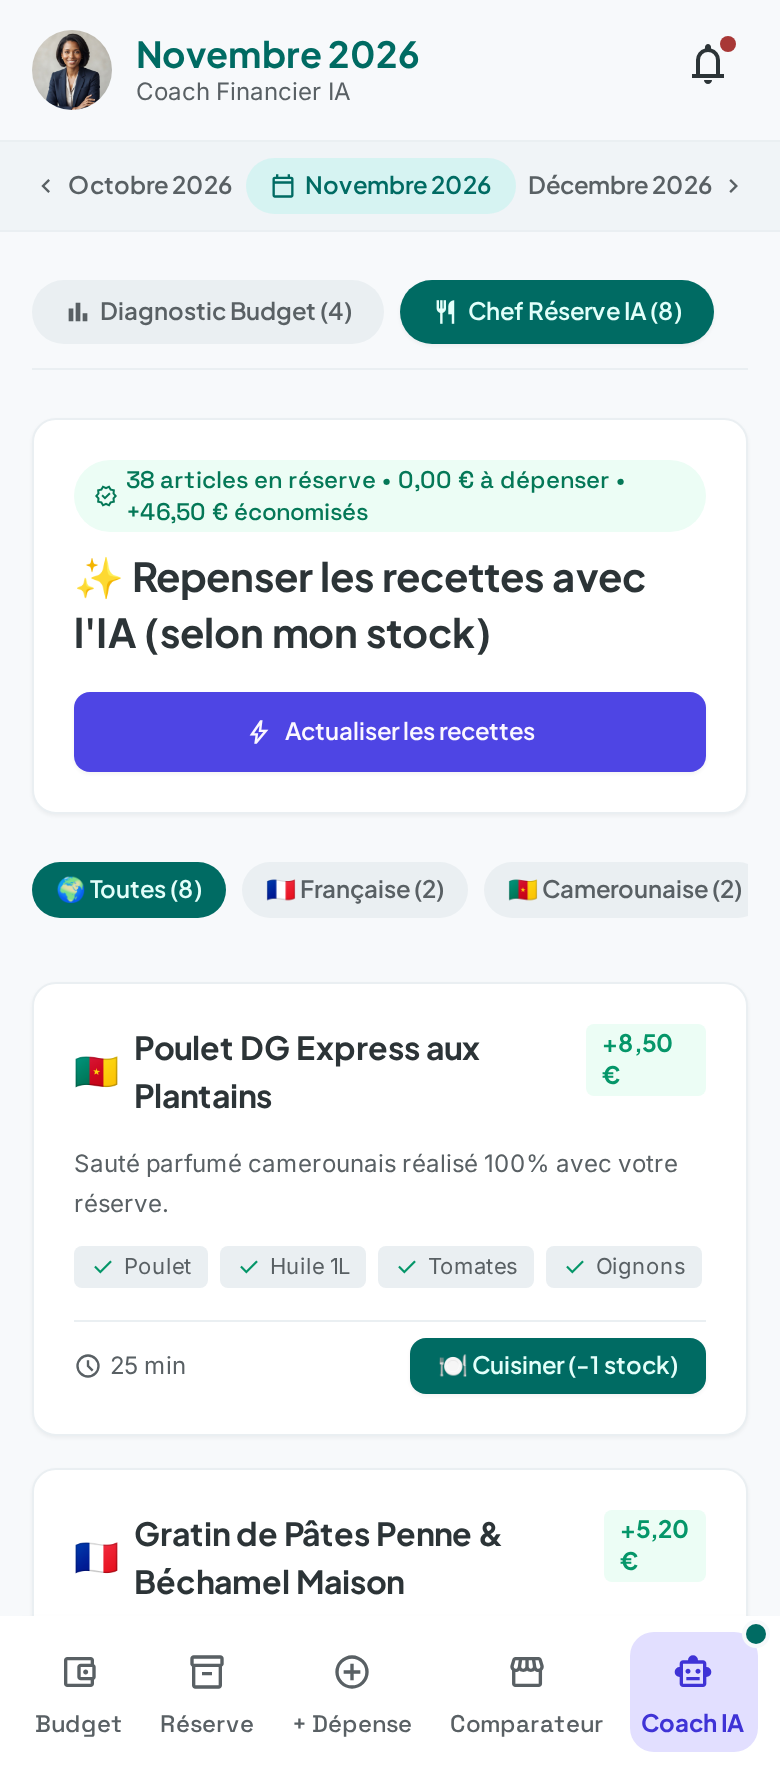 Novembre 2026
Coach Financier IA
Octobre 2026
Novembre 2026
Décembre 2026
Diagnostic Budget (4)
Chef Réserve IA (8)
38 articles en réserve • 0,00 € à dépenser •
+46,50 € économisés
✨ Repenser les recettes avec
l'IA (selon mon stock)
Actualiser les recettes
🌍 Toutes (8)
🇫🇷 Française (2)
🇨🇲 Camerounaise (2)
🇨🇲 Poulet DG Express aux
Plantains
+8,50
€
Sauté parfumé camerounais réalisé 100% avec votre
réserve.
Poulet
Huile 1L
Tomates
Oignons
25 min
🍽️ Cuisiner (-1 stock)
🇫🇷 Gratin de Pâtes Penne &
Béchamel Maison
+5,20
€
Budget
Réserve
+ Dépense
Comparateur
Coach IA